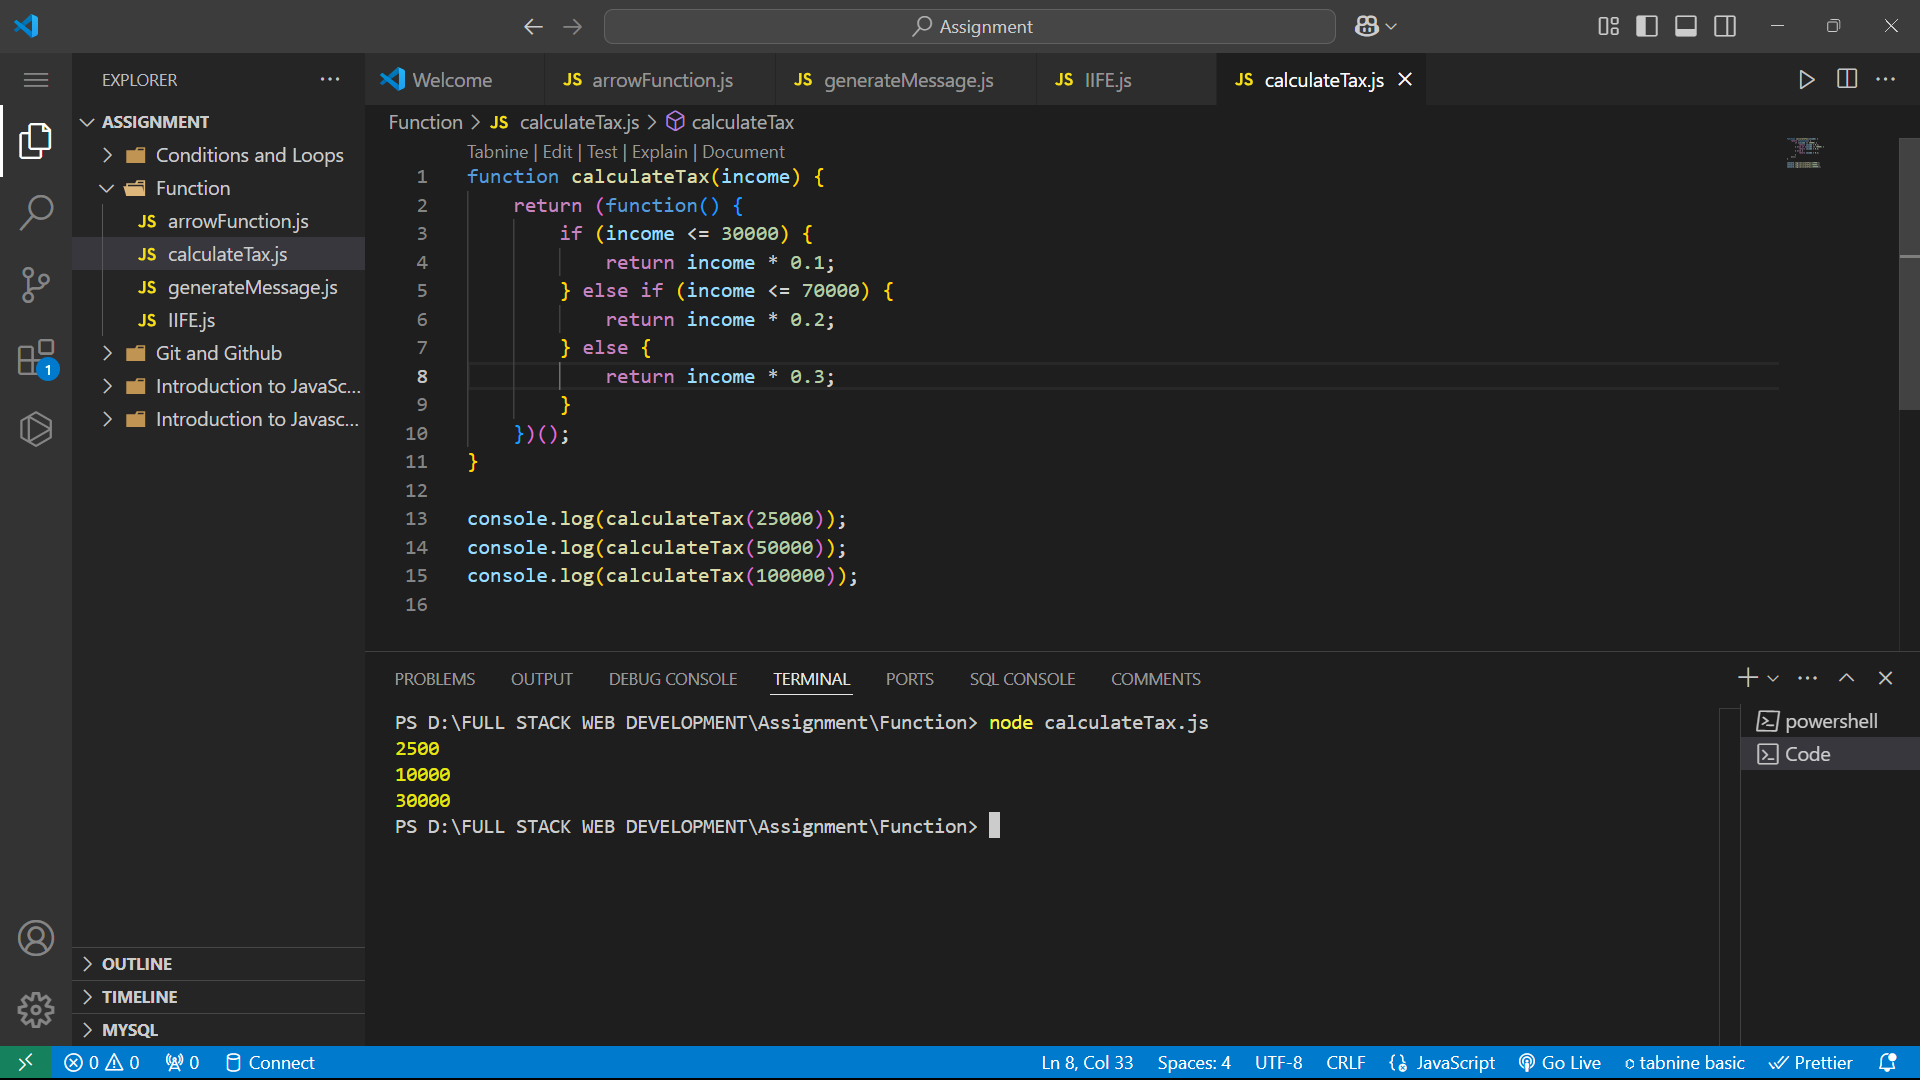 Assignment
EXPLORER
ASSIGNMENT
Conditions and Loops
Function
JS arrowFunction.js
JS calculateTax.js
JS generateMessage.js
JS IIFE.js
Git and Github
Introduction to JavaSc...
Introduction to Javasc...
1
OUTLINE
TIMELINE
MYSQL
Welcome JS arrowFunction.js JS generateMessage.js JS IIFE.js JS calculateTax.js
Function > JS calculateTax.js > calculateTax
Tabnine | Edit | Test | Explain | Document
1 function calculateTax(income) {
2 return (function() {
3 if (income <= 30000) {
4 return income * 0.1;
5 } else if (income <= 70000) {
6 return income * 0.2;
7 } else {
8 return income * 0.3;
9 }
10 })();
11 }
12
13 console.log(calculateTax(25000));
14 console.log(calculateTax(50000));
15 console.log(calculateTax(100000));
16
PROBLEMS OUTPUT DEBUG CONSOLE TERMINAL PORTS SQL CONSOLE COMMENTS
PS D:\FULL STACK WEB DEVELOPMENT\Assignment\Function> node calculateTax.js
2500
10000
30000
PS D:\FULL STACK WEB DEVELOPMENT\Assignment\Function>
powershell
Code
0 0 0 Connect Ln 8, Col 33 Spaces: 4 UTF-8 CRLF JavaScript Go Live tabnine basic Prettier